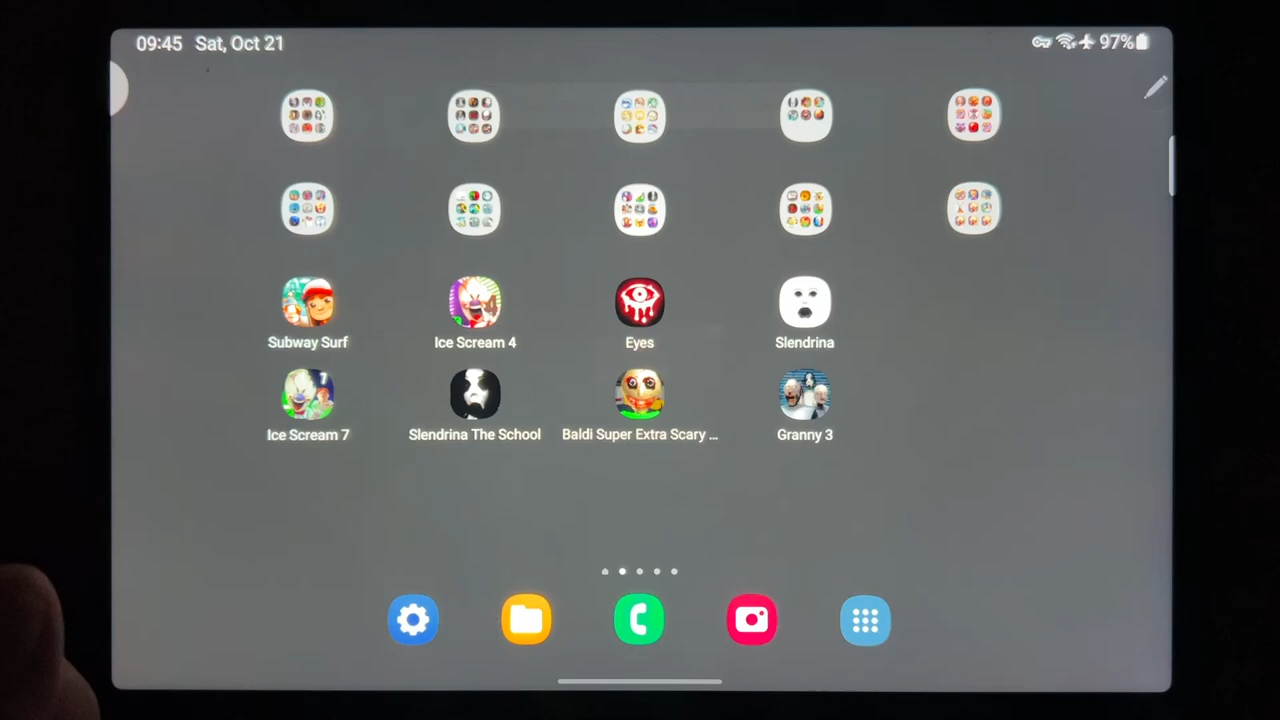 09:45 Sat, Oct 21 97%
Subway Surf Ice Scream 4 Eyes Slendrina
Ice Scream 7 Slendrina The School Baldi Super Extra Scary ... Granny 3